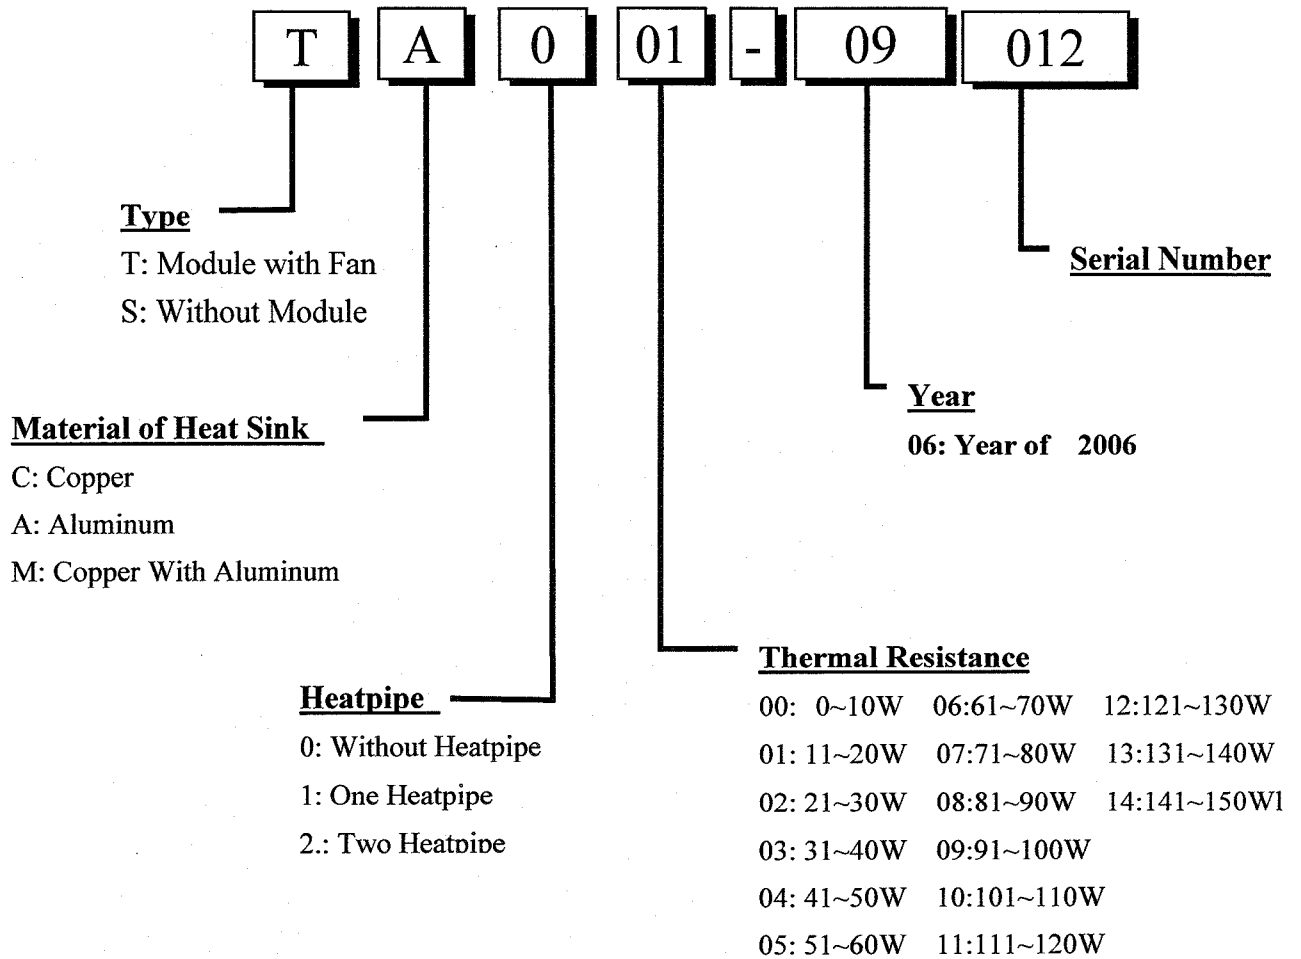 T A 0 01 - 09 012
Type
T: Module with Fan
S: Without Module
Serial Number
Year
06: Year of 2006
Material of Heat Sink
C: Copper
A: Aluminum
M: Copper With Aluminum
Heatpipe
0: Without Heatpipe
1: One Heatpipe
2.: Two Heatpipe
Thermal Resistance
00: 0~10W 06:61~70W 12:121~130W
01: 11~20W 07:71~80W 13:131~140W
02: 21~30W 08:81~90W 14:141~150W1
03: 31~40W 09:91~100W
04: 41~50W 10:101~110W
05: 51~60W 11:111~120W